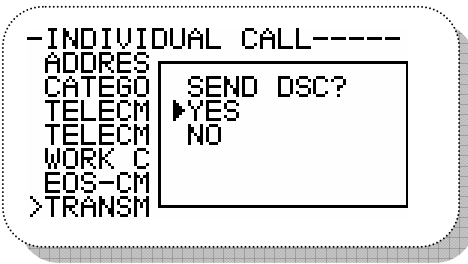 -INDIVIDUAL CALL-----
ADDRES
CATEGO
SEND DSC?
TELECM
YES
TELECM
NO
WORK C
EOS-CM
>TRANSM